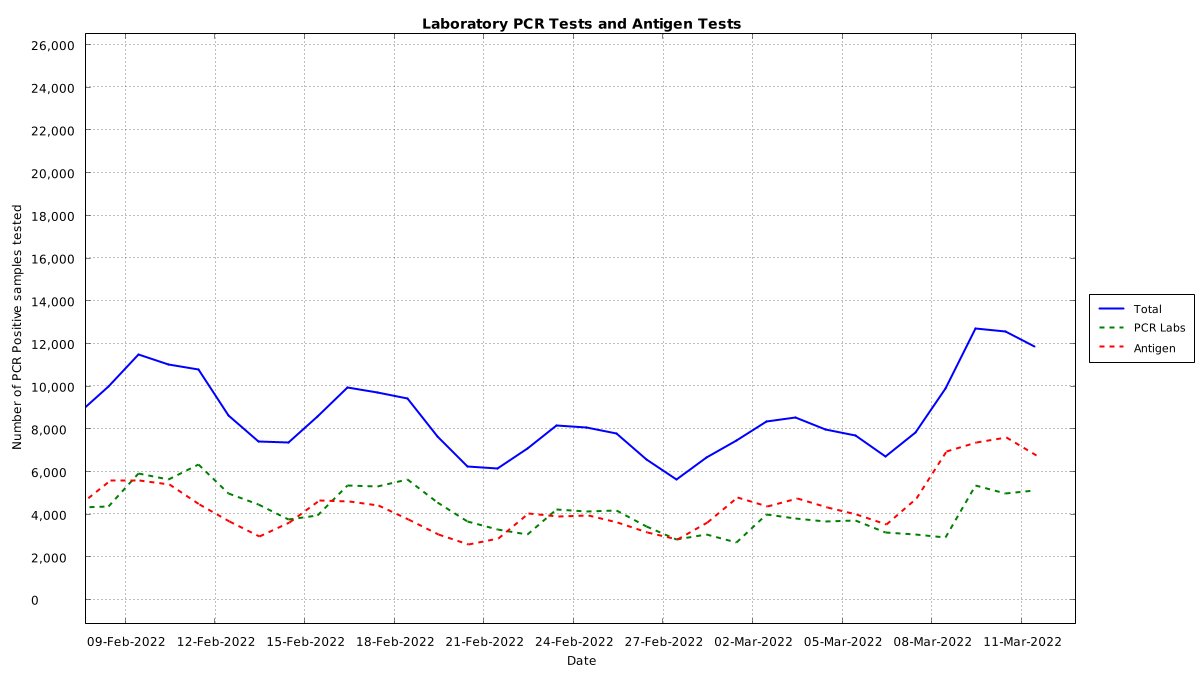 Laboratory PCR Tests and Antigen Tests
Number of PCR Positive samples tested
26,000
24,000
22,000
20,000
18,000
16,000
14,000
12,000
10,000
8,000
6,000
4,000
2,000
0
09-Feb-2022 12-Feb-2022 15-Feb-2022 18-Feb-2022 21-Feb-2022 24-Feb-2022 27-Feb-2022 02-Mar-2022 05-Mar-2022 08-Mar-2022 11-Mar-2022
Date
Total
PCR Labs
Antigen